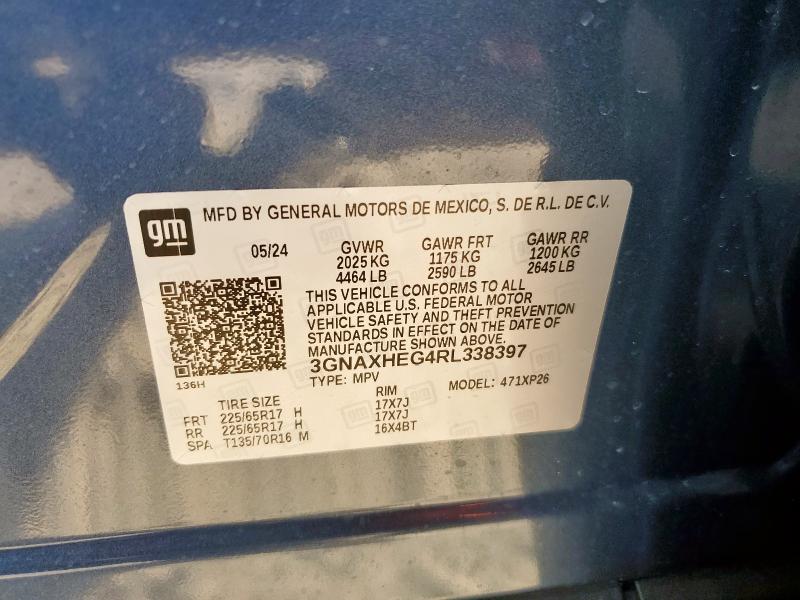 gm
MFD BY GENERAL MOTORS DE MEXICO, S. DE R.L. DE C.V.
05/24 GVWR GAWR FRT GAWR RR
2025 KG 1175 KG 1200 KG
4464 LB 2590 LB 2645 LB
THIS VEHICLE CONFORMS TO ALL
APPLICABLE U.S. FEDERAL MOTOR
VEHICLE SAFETY AND THEFT PREVENTION
STANDARDS IN EFFECT ON THE DATE OF
MANUFACTURE SHOWN ABOVE.
3GNAXHEG4RL338397
136H TYPE: MPV MODEL: 471XP26
TIRE SIZE RIM
FRT 225/65R17 H 17X7J
RR 225/65R17 H 17X7J
SPA T135/70R16 M 16X4BT